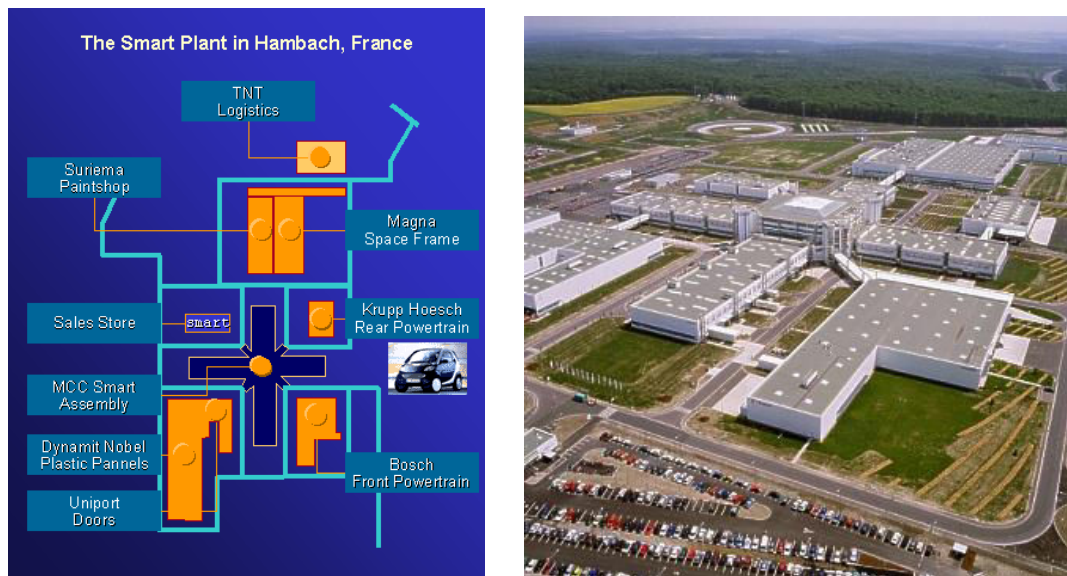 The Smart Plant in Hambach, France
TNT
Logistics
Suriema
Paintshop
Magna
Space Frame
Sales Store
smart
Krupp Hoesch
Rear Powertrain
MCC Smart
Assembly
Dynamit Nobel
Plastic Pannels
Bosch
Front Powertrain
Uniport
Doors